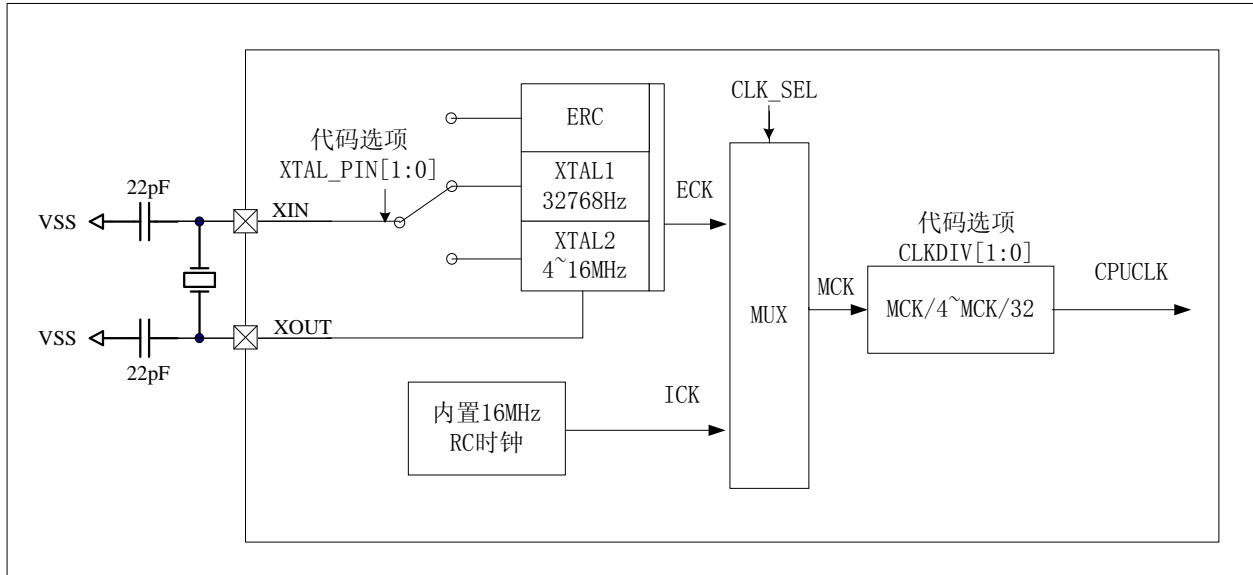 CLK_SEL
ERC
代码选项
XTAL_PIN[1:0]
XTAL1
32768Hz
ECK
22pF
VSS
XIN
XTAL2
4~16MHz
代码选项
CLKDIV[1:0]
MCK
CPUCLK
MUX
MCK/4~MCK/32
VSS
XOUT
22pF
内置16MHz
RC时钟
ICK